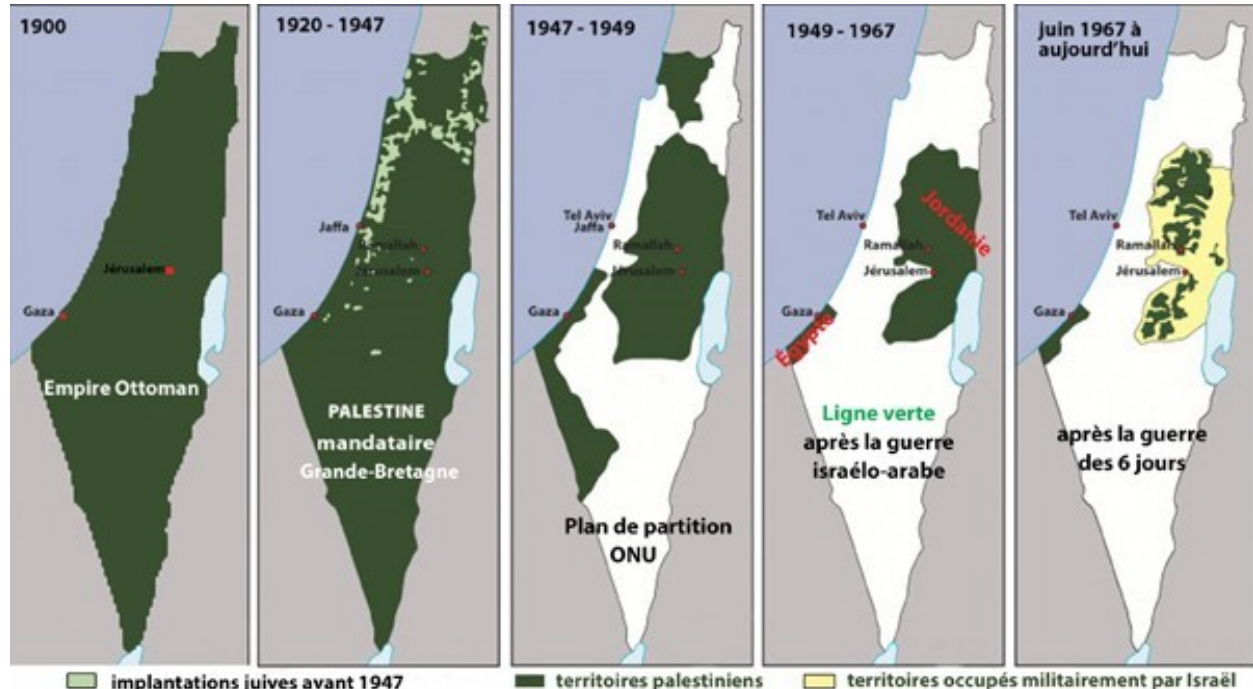 1900
Jérusalem
Gaza
Empire Ottoman
1920 - 1947
Jaffa
Ramallah
Jérusalem
Gaza
PALESTINE
mandataire
Grande-Bretagne
1947 - 1949
Tel Aviv
Jaffa
Ramallah
Jérusalem
Gaza
Plan de partition
ONU
1949 - 1967
Tel Aviv
Jordanie
Ramallah
Jérusalem
Gaza
Égypte
Ligne verte
après la guerre
israélo-arabe
juin 1967 à
aujourd'hui
Tel Aviv
Ramallah
Jérusalem
Gaza
après la guerre
des 6 jours
implantations juives avant 1947
territoires palestiniens
territoires occupés militairement par Israël